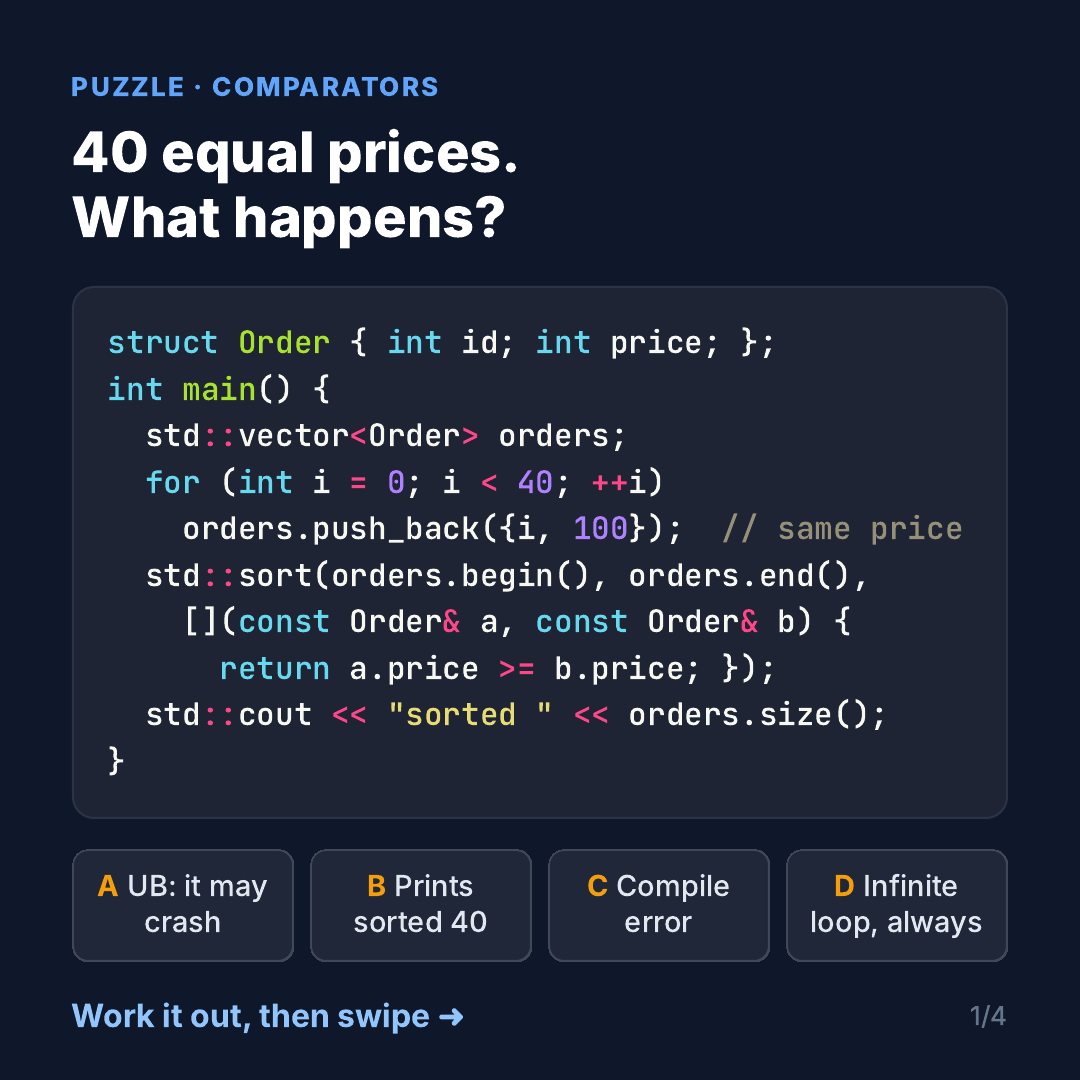 PUZZLE · COMPARATORS
40 equal prices.
What happens?
struct Order { int id; int price; };
int main() {
  std::vector<Order> orders;
  for (int i = 0; i < 40; ++i)
    orders.push_back({i, 100});  // same price
  std::sort(orders.begin(), orders.end(),
    [](const Order& a, const Order& b) {
      return a.price >= b.price; });
  std::cout << "sorted " << orders.size();
}
A UB: it may
crash
B Prints
sorted 40
C Compile
error
D Infinite
loop, always
Work it out, then swipe ➜
1/4